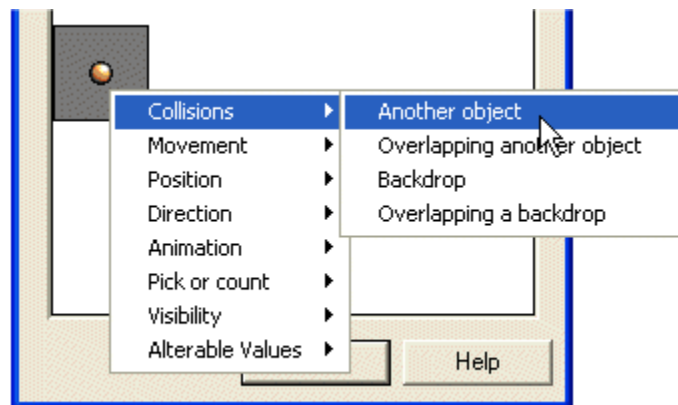 Collisions
Movement
Position
Direction
Animation
Pick or count
Visibility
Alterable Values
Another object
Overlapping another object
Backdrop
Overlapping a backdrop
Help